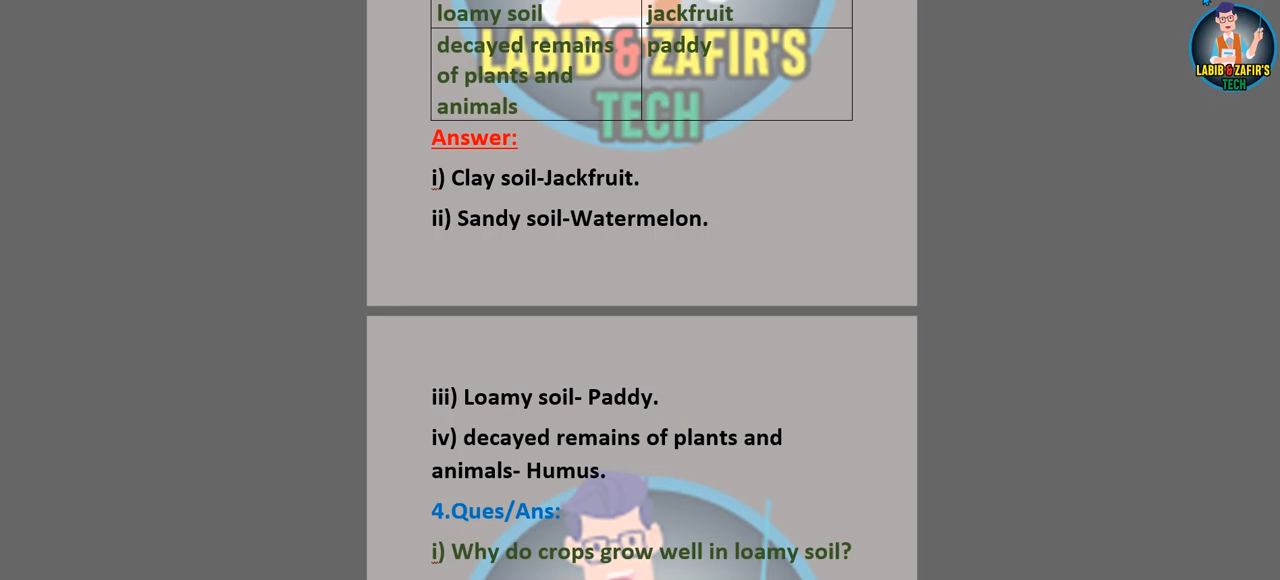 loamy soil jackfruit
decayed remains paddy
of plants and
animals
LABIB & ZAFIR'S
TECH
LABIB & ZAFIR'S
TECH
Answer:
i) Clay soil-Jackfruit.
ii) Sandy soil-Watermelon.
iii) Loamy soil- Paddy.
iv) decayed remains of plants and
animals- Humus.
4.Ques/Ans:
i) Why do crops grow well in loamy soil?